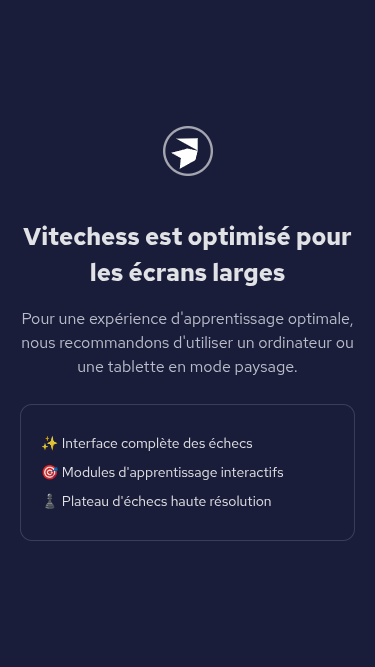 Vitechess est optimisé pour
les écrans larges
Pour une expérience d'apprentissage optimale,
nous recommandons d'utiliser un ordinateur ou
une tablette en mode paysage.
✨ Interface complète des échecs
🎯 Modules d'apprentissage interactifs
♟️ Plateau d'échecs haute résolution